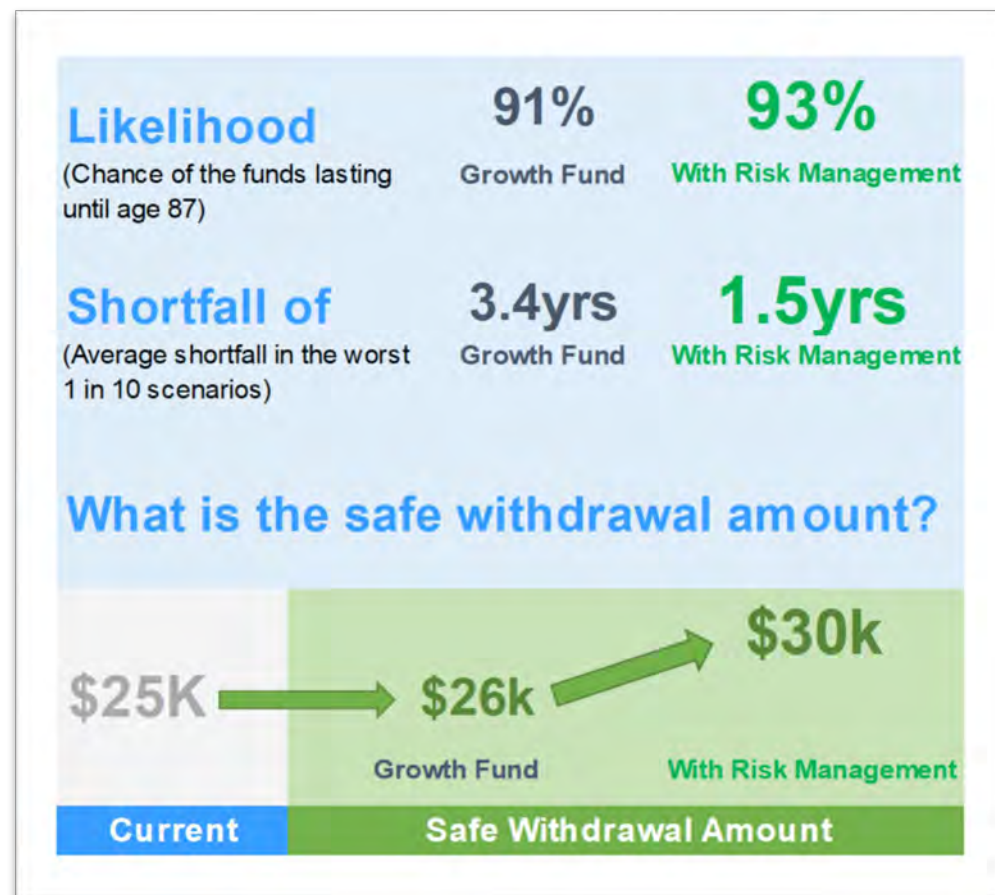 Likelihood
(Chance of the funds lasting
until age 87)
91%
Growth Fund
93%
With Risk Management
Shortfall of
(Average shortfall in the worst
1 in 10 scenarios)
3.4yrs
Growth Fund
1.5yrs
With Risk Management
What is the safe withdrawal amount?
$25K
$26k
Growth Fund
$30k
With Risk Management
Current
Safe Withdrawal Amount